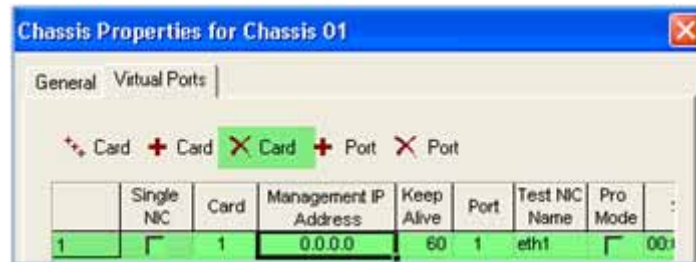 Chassis Properties for Chassis 01
General Virtual Ports
Card Card Card Port Port
Single NIC Card Management IP Address Keep Alive Port Test NIC Name Pro Mode
1 1 0.0.0.0 60 1 eth1 00: